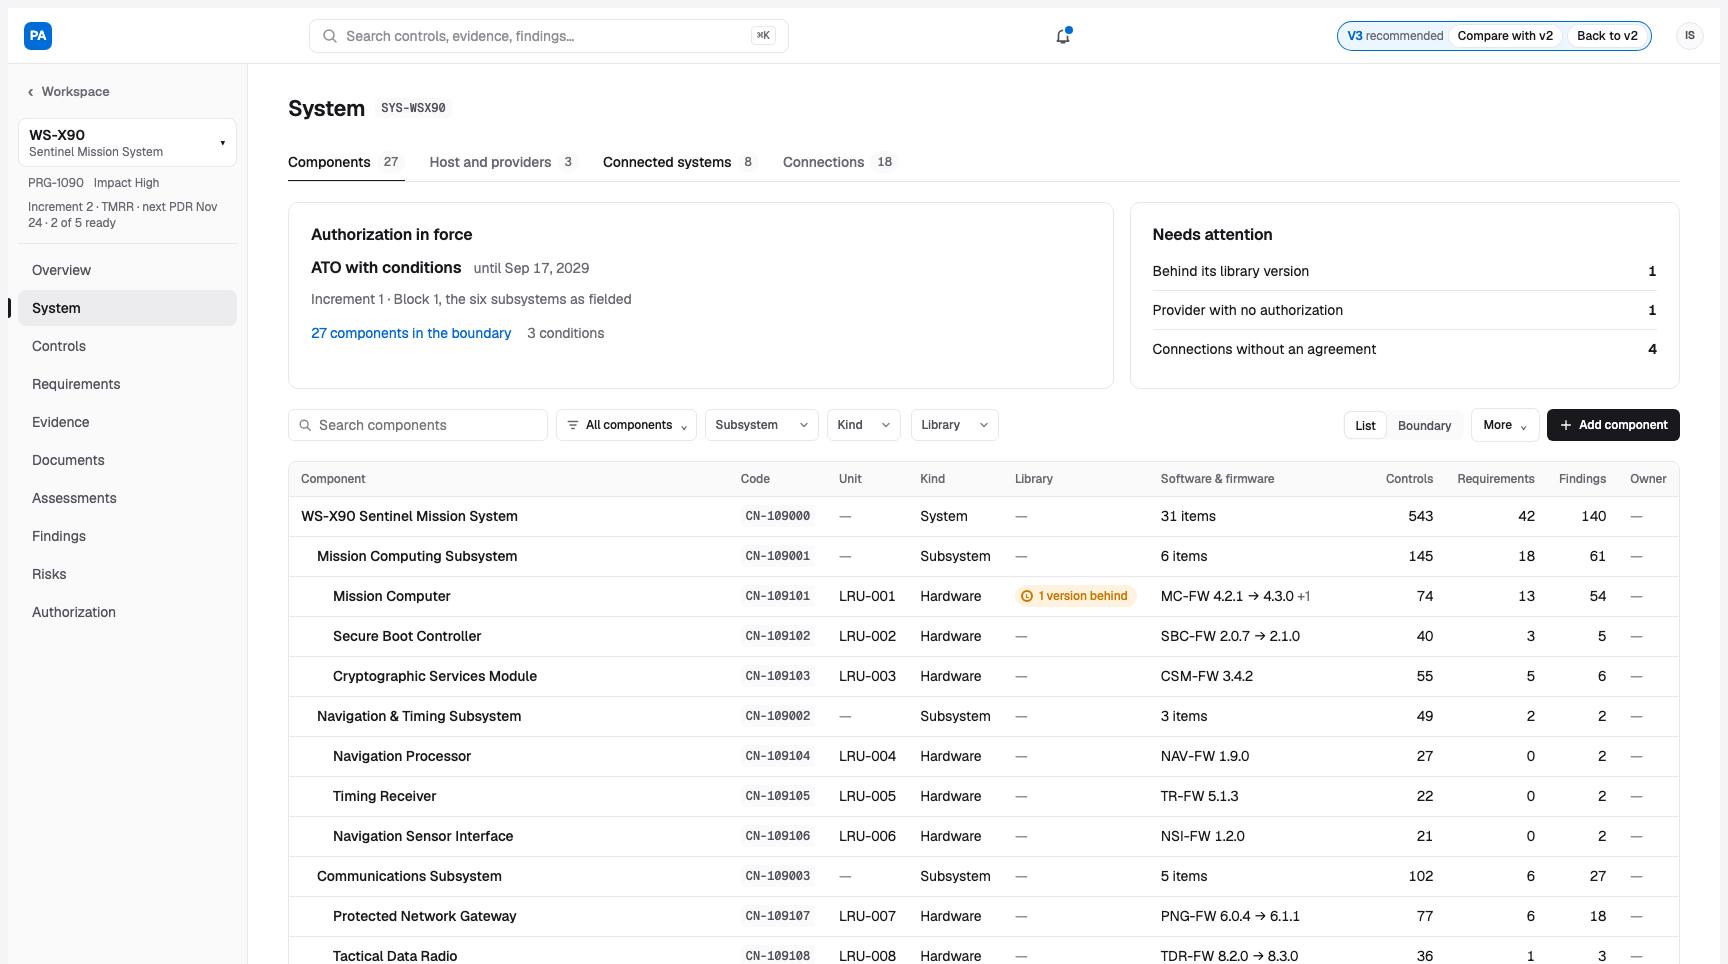 PA
Search controls, evidence, findings...
⌘K
V3 recommended Compare with v2 Back to v2
IS
‹ Workspace
WS-X90
Sentinel Mission System
PRG-1090 Impact High
Increment 2 · TMRR · next PDR Nov
24 · 2 of 5 ready
Overview
System
Controls
Requirements
Evidence
Documents
Assessments
Findings
Risks
Authorization
System SYS-WSX90
Components 27 Host and providers 3 Connected systems 8 Connections 18
Authorization in force
ATO with conditions until Sep 17, 2029
Increment 1 · Block 1, the six subsystems as fielded
27 components in the boundary 3 conditions
Needs attention
Behind its library version 1
Provider with no authorization 1
Connections without an agreement 4
Search components All components Subsystem Kind Library List Boundary More + Add component
Component Code Unit Kind Library Software & firmware Controls Requirements Findings Owner
WS-X90 Sentinel Mission System CN-109000 — System — 31 items 543 42 140 —
Mission Computing Subsystem CN-109001 — Subsystem — 6 items 145 18 61 —
Mission Computer CN-109101 LRU-001 Hardware 1 version behind MC-FW 4.2.1 → 4.3.0 +1 74 13 54 —
Secure Boot Controller CN-109102 LRU-002 Hardware — SBC-FW 2.0.7 → 2.1.0 40 3 5 —
Cryptographic Services Module CN-109103 LRU-003 Hardware — CSM-FW 3.4.2 55 5 6 —
Navigation & Timing Subsystem CN-109002 — Subsystem — 3 items 49 2 2 —
Navigation Processor CN-109104 LRU-004 Hardware — NAV-FW 1.9.0 27 0 2 —
Timing Receiver CN-109105 LRU-005 Hardware — TR-FW 5.1.3 22 0 2 —
Navigation Sensor Interface CN-109106 LRU-006 Hardware — NSI-FW 1.2.0 21 0 2 —
Communications Subsystem CN-109003 — Subsystem — 5 items 102 6 27 —
Protected Network Gateway CN-109107 LRU-007 Hardware — PNG-FW 6.0.4 → 6.1.1 77 6 18 —
Tactical Data Radio CN-109108 LRU-008 Hardware — TDR-FW 8.2.0 → 8.3.0 36 1 3 —